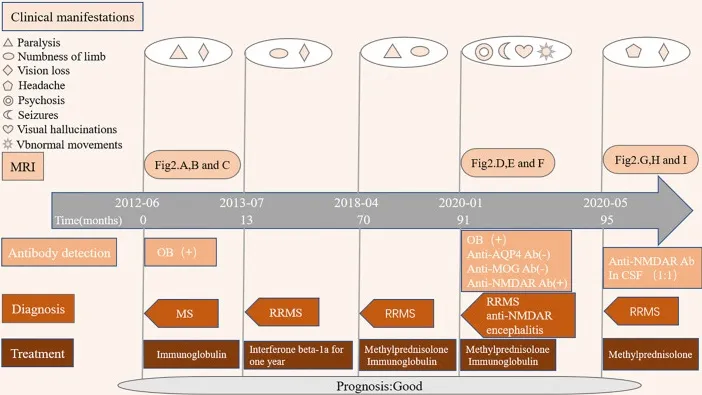 Clinical manifestations
Paralysis
Numbness of limb
Vision loss
Headache
Psychosis
Seizures
Visual hallucinations
Vbnormal movements
MRI
Fig2.A,B and C
Fig2.D,E and F
Fig2.G,H and I
2012-06
2013-07
2018-04
2020-01
2020-05
Time(months)
0
13
70
91
95
Antibody detection
OB（+）
OB（+）
Anti-AQP4 Ab(-)
Anti-MOG Ab(-)
Anti-NMDAR Ab(+)
Anti-NMDAR Ab
In CSF （1:1）
Diagnosis
MS
RRMS
RRMS
RRMS
anti-NMDAR
encephalitis
RRMS
Treatment
Immunoglobulin
Interferone beta-1a for
one year
Methylprednisolone
Immunoglobulin
Methylprednisolone
Immunoglobulin
Methylprednisolone
Prognosis:Good